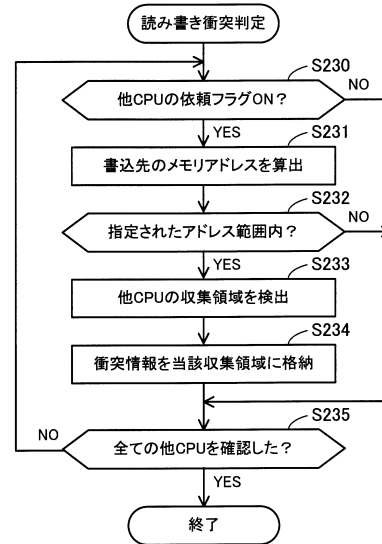 読み書き衝突判定
S230
他CPUの依頼フラグON?
NO
YES
S231
書込先のメモリアドレスを算出
S232
指定されたアドレス範囲内?
NO
YES
S233
他CPUの収集領域を検出
S234
衝突情報を当該収集領域に格納
S235
NO
全ての他CPUを確認した?
YES
終了